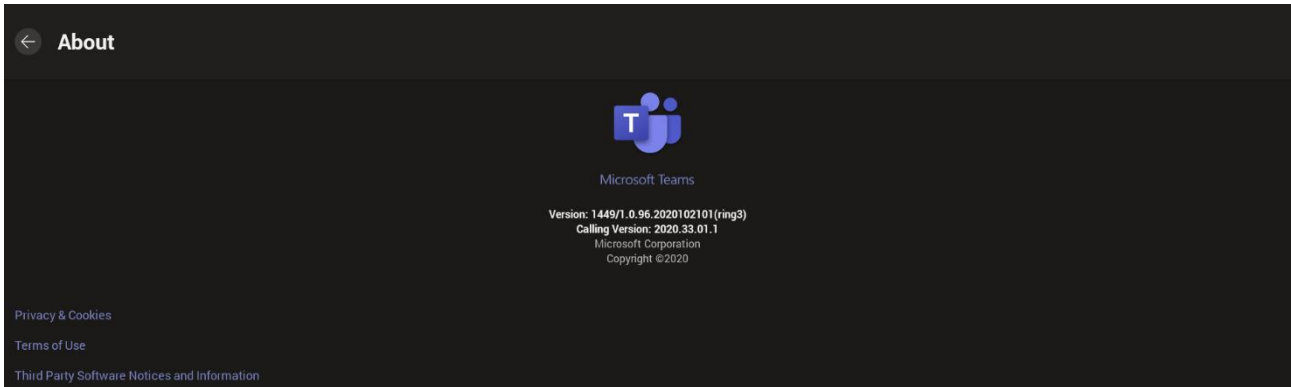 About
T
Microsoft Teams
Version: 1449/1.0.96.2020102101(ring3)
Calling Version: 2020.33.01.1
Microsoft Corporation
Copyright ©2020
Privacy & Cookies
Terms of Use
Third Party Software Notices and Information